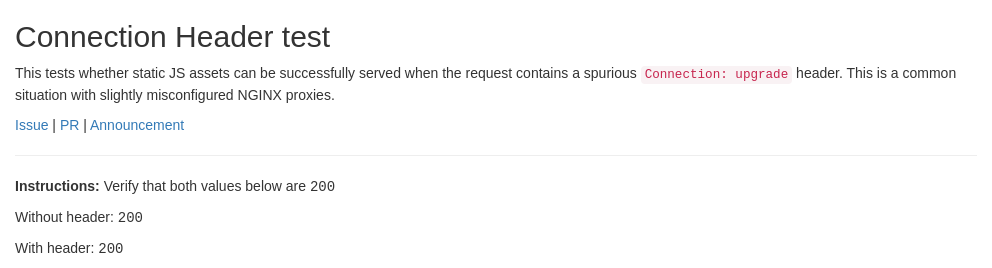 Connection Header test
This tests whether static JS assets can be successfully served when the request contains a spurious Connection: upgrade header. This is a common
situation with slightly misconfigured NGINX proxies.
Issue | PR | Announcement
Instructions: Verify that both values below are 200
Without header: 200
With header: 200